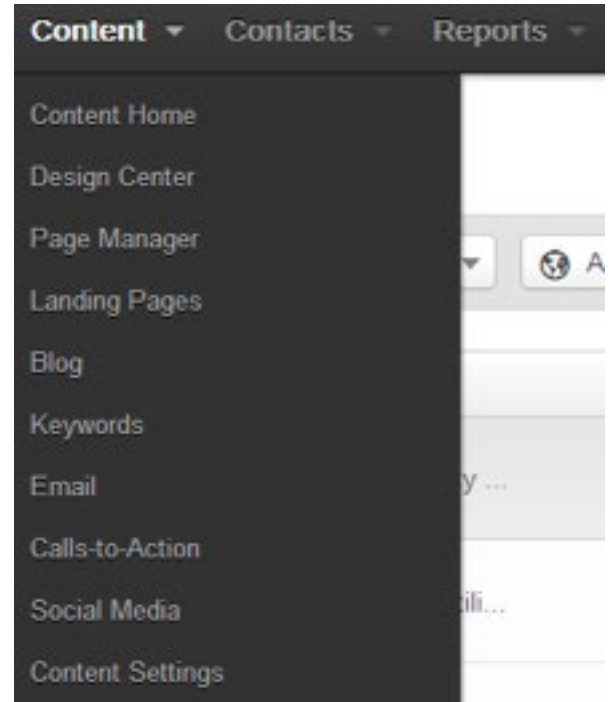 Content Contacts Reports
Content Home
Design Center
Page Manager
A
Landing Pages
Blog
Keywords
Email
y ...
Calls-to-Action
Social Media
ili...
Content Settings